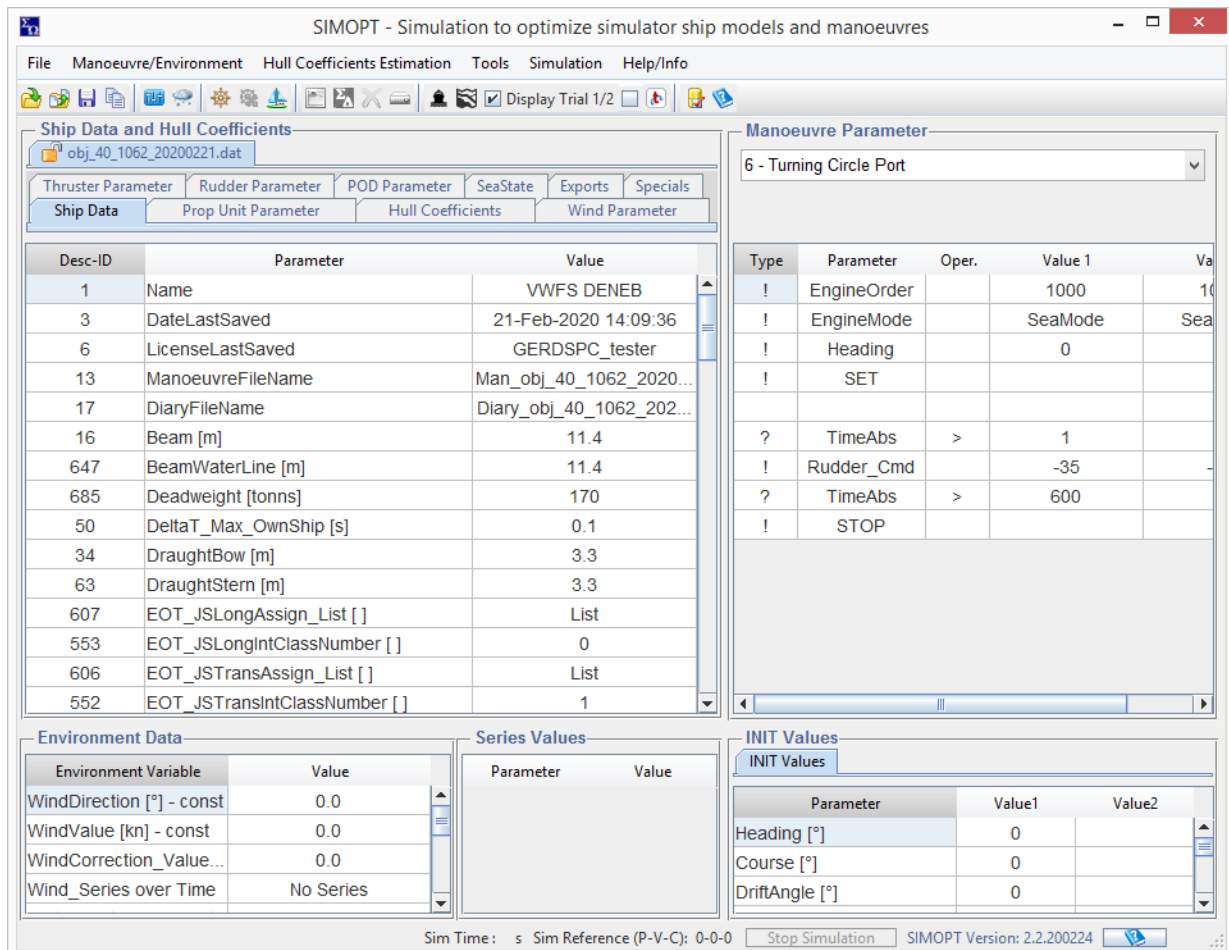 SIMOPT - Simulation to optimize simulator ship models and manoeuvres
File Manoeuvre/Environment Hull Coefficients Estimation Tools Simulation Help/Info
Display Trial 1/2
Ship Data and Hull Coefficients
obj_40_1062_20200221.dat
Thruster Parameter Rudder Parameter POD Parameter SeaState Exports Specials
Ship Data Prop Unit Parameter Hull Coefficients Wind Parameter
Desc-ID Parameter Value
1 Name VWFS DENEB
3 DateLastSaved 21-Feb-2020 14:09:36
6 LicenseLastSaved GERDSPC_tester
13 ManoeuvreFileName Man_obj_40_1062_2020...
17 DiaryFileName Diary_obj_40_1062_202...
16 Beam [m] 11.4
647 BeamWaterLine [m] 11.4
685 Deadweight [tonns] 170
50 DeltaT_Max_OwnShip [s] 0.1
34 DraughtBow [m] 3.3
63 DraughtStern [m] 3.3
607 EOT_JSLongAssign_List [ ] List
553 EOT_JSLongIntClassNumber [ ] 0
606 EOT_JSTransAssign_List [ ] List
552 EOT_JSTransIntClassNumber [ ] 1
Manoeuvre Parameter
6 - Turning Circle Port
Type Parameter Oper. Value 1 Va
! EngineOrder 1000 10
! EngineMode SeaMode Sea
! Heading 0
! SET
? TimeAbs > 1
! Rudder_Cmd -35 -
? TimeAbs > 600
! STOP
Environment Data
Environment Variable Value
WindDirection [°] - const 0.0
WindValue [kn] - const 0.0
WindCorrection_Value... 0.0
Wind_Series over Time No Series
Series Values
Parameter Value
INIT Values
INIT Values
Parameter Value1 Value2
Heading [°] 0
Course [°] 0
DriftAngle [°] 0
Sim Time : s Sim Reference (P-V-C): 0-0-0 Stop Simulation SIMOPT Version: 2.2.200224